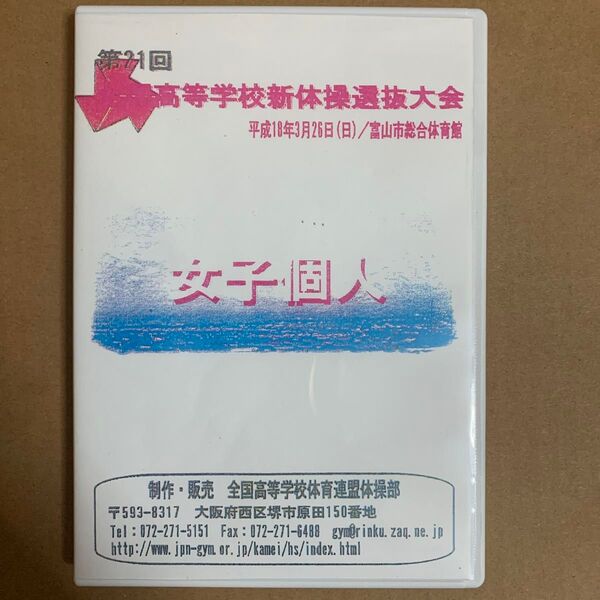 第21回
高等学校新体操選抜大会
平成18年3月26日(日)/富山市総合体育館
女子個人
制作・販売 全国高等学校体育連盟体操部
〒593-8317 大阪府西区堺市原田150番地
Tel:072-271-5151 Fax:072-271-6488 gym@rinku.zaq.ne.jp
http://www.jpn-gym.or.jp/kamei/hs/index.html